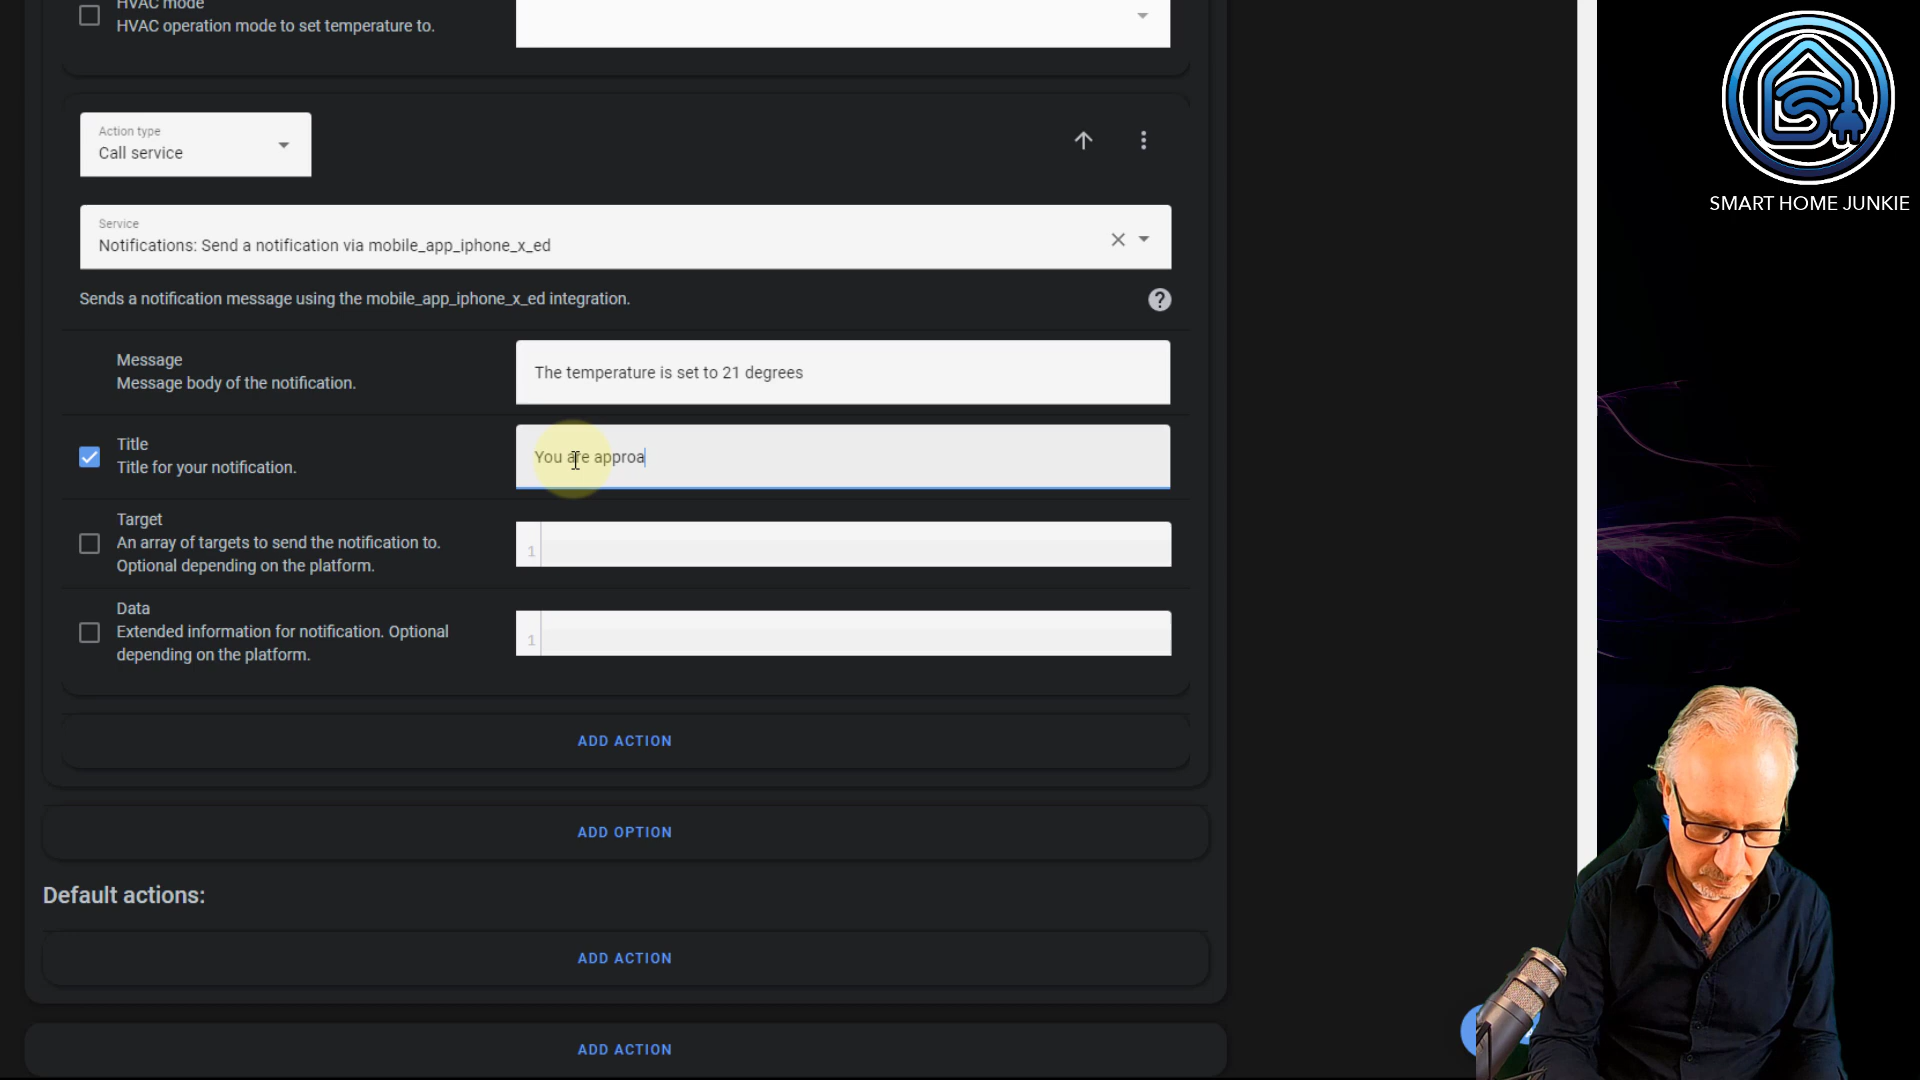 HVAC mode
HVAC operation mode to set temperature to.
SMART HOME JUNKIE
Action type
Call service
Service
Notifications: Send a notification via mobile_app_iphone_x_ed
Sends a notification message using the mobile_app_iphone_x_ed integration.
Message
Message body of the notification.
The temperature is set to 21 degrees
Title
Title for your notification.
You are approa
Target
An array of targets to send the notification to.
Optional depending on the platform.
1
Data
Extended information for notification. Optional
depending on the platform.
1
ADD ACTION
ADD OPTION
Default actions:
ADD ACTION
ADD ACTION